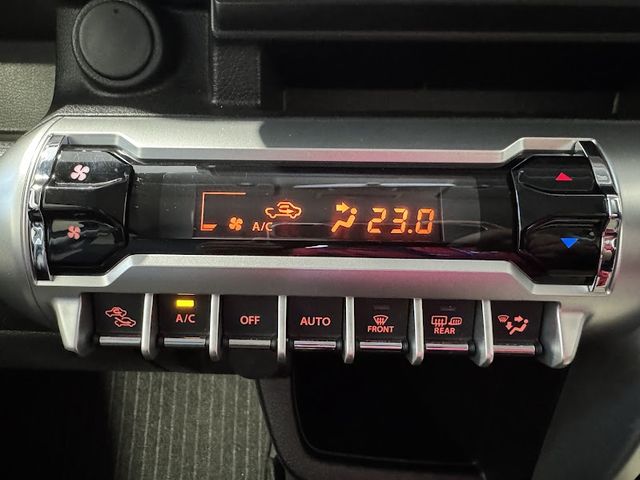 A/C 23.0
A/C OFF AUTO FRONT REAR